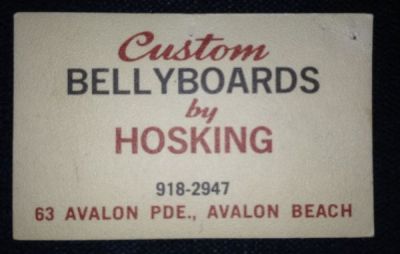 Custom
BELLYBOARDS
by
HOSKING
918-2947
63 AVALON PDE., AVALON BEACH